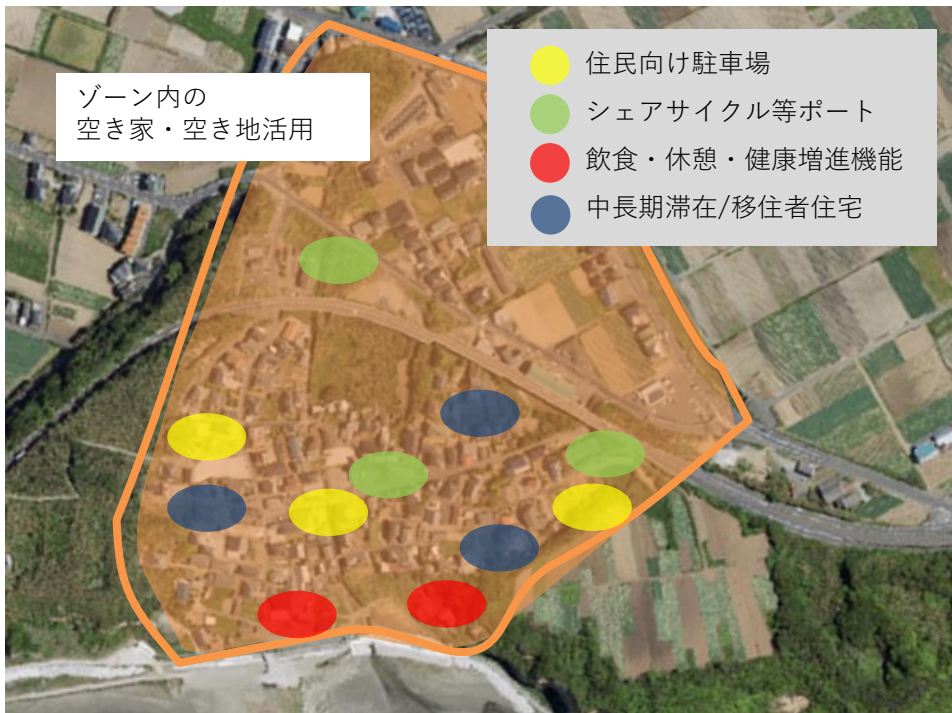 ゾーン内の
空き家・空き地活用
住民向け駐車場
シェアサイクル等ポート
飲食・休憩・健康増進機能
中長期滞在/移住者住宅